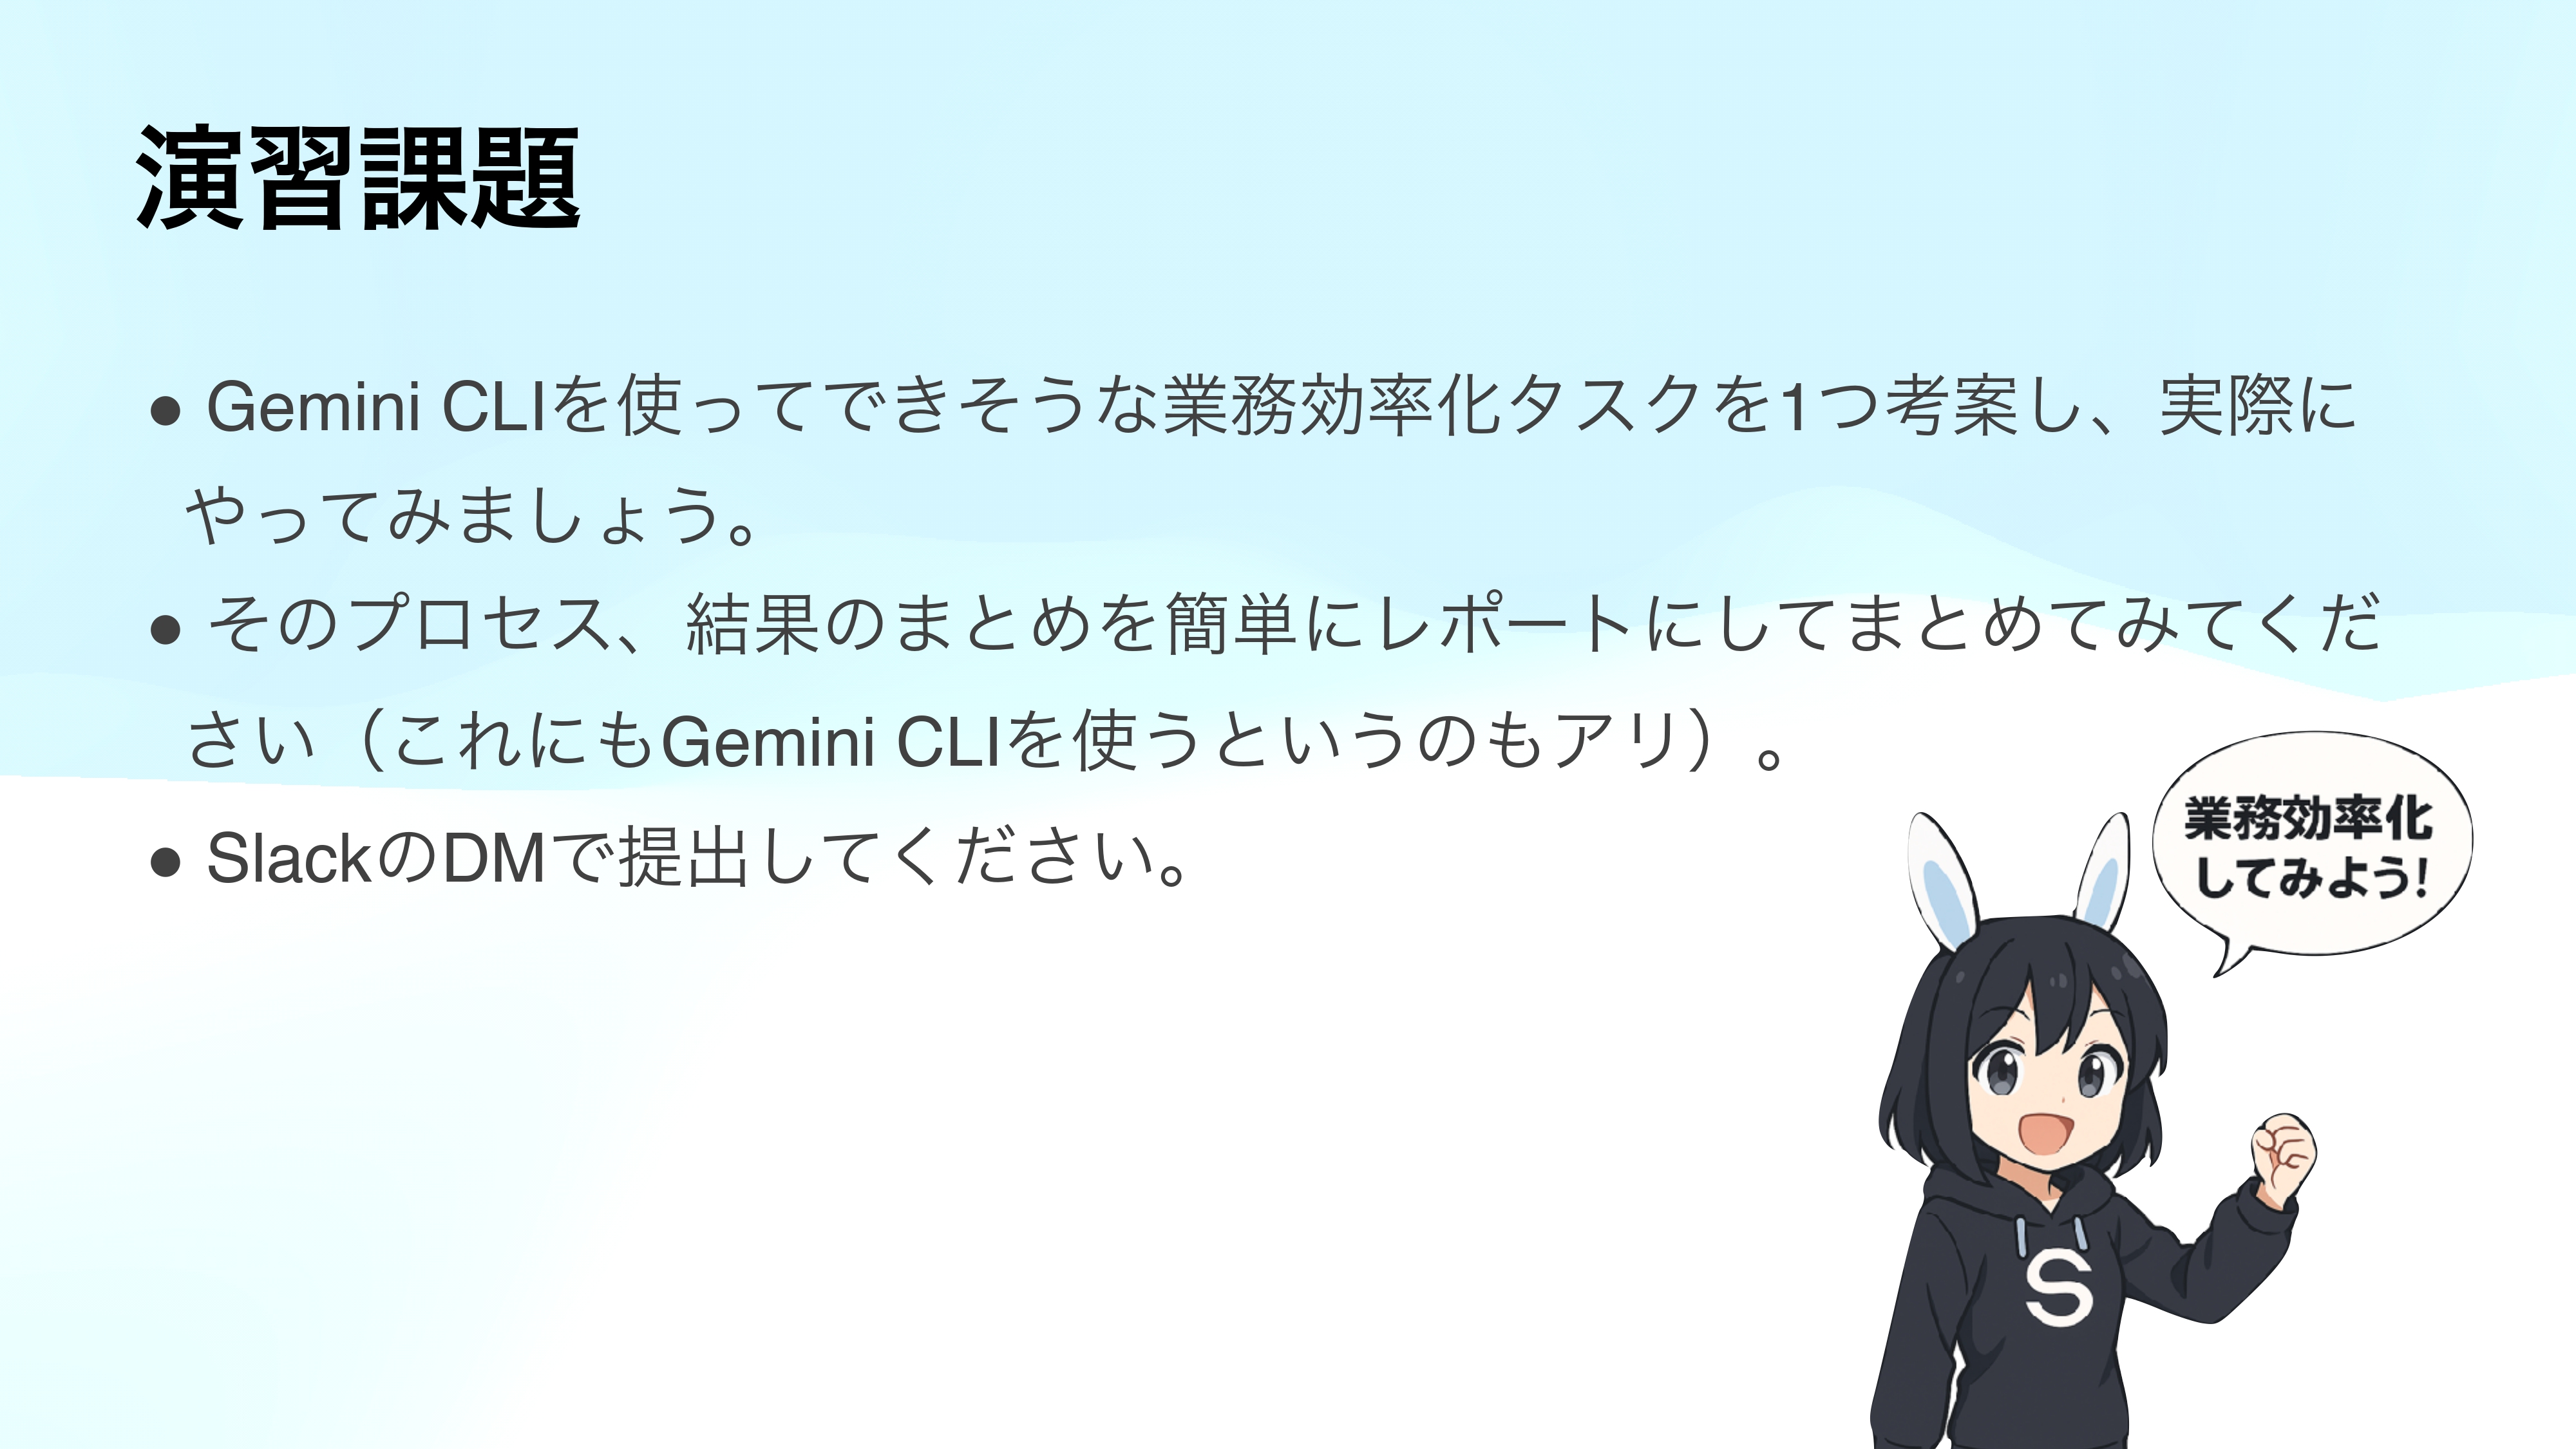 演習課題
● Gemini CLIを使ってできそうな業務効率化タスクを1つ考案し、実際に
やってみましょう。
● そのプロセス、結果のまとめを簡単にレポートにしてまとめてみてくだ
さい（これにもGemini CLIを使うというのもアリ）。
● SlackのDMで提出してください。
業務効率化
してみよう!
S